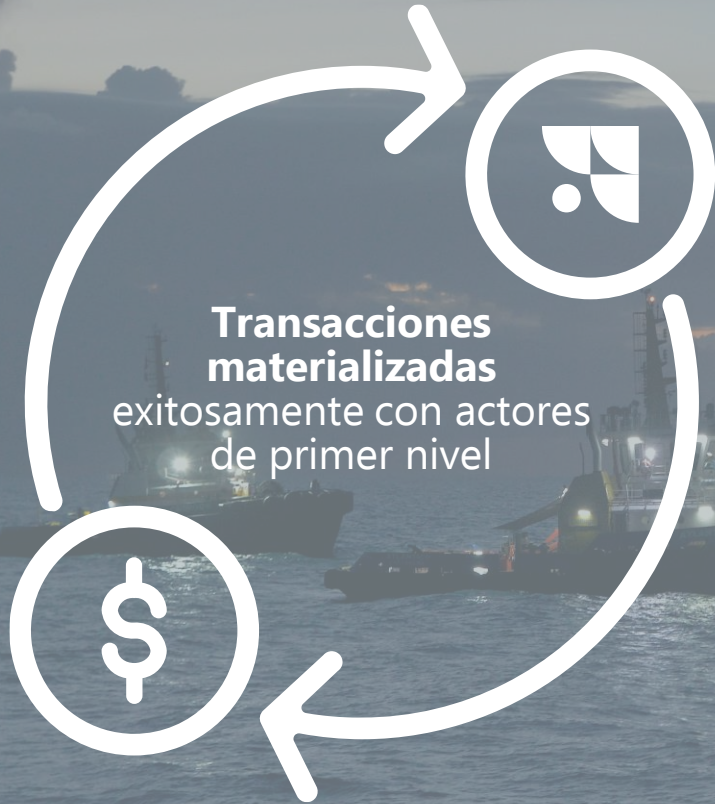 Transacciones
materializadas
exitosamente con actores
de primer nivel